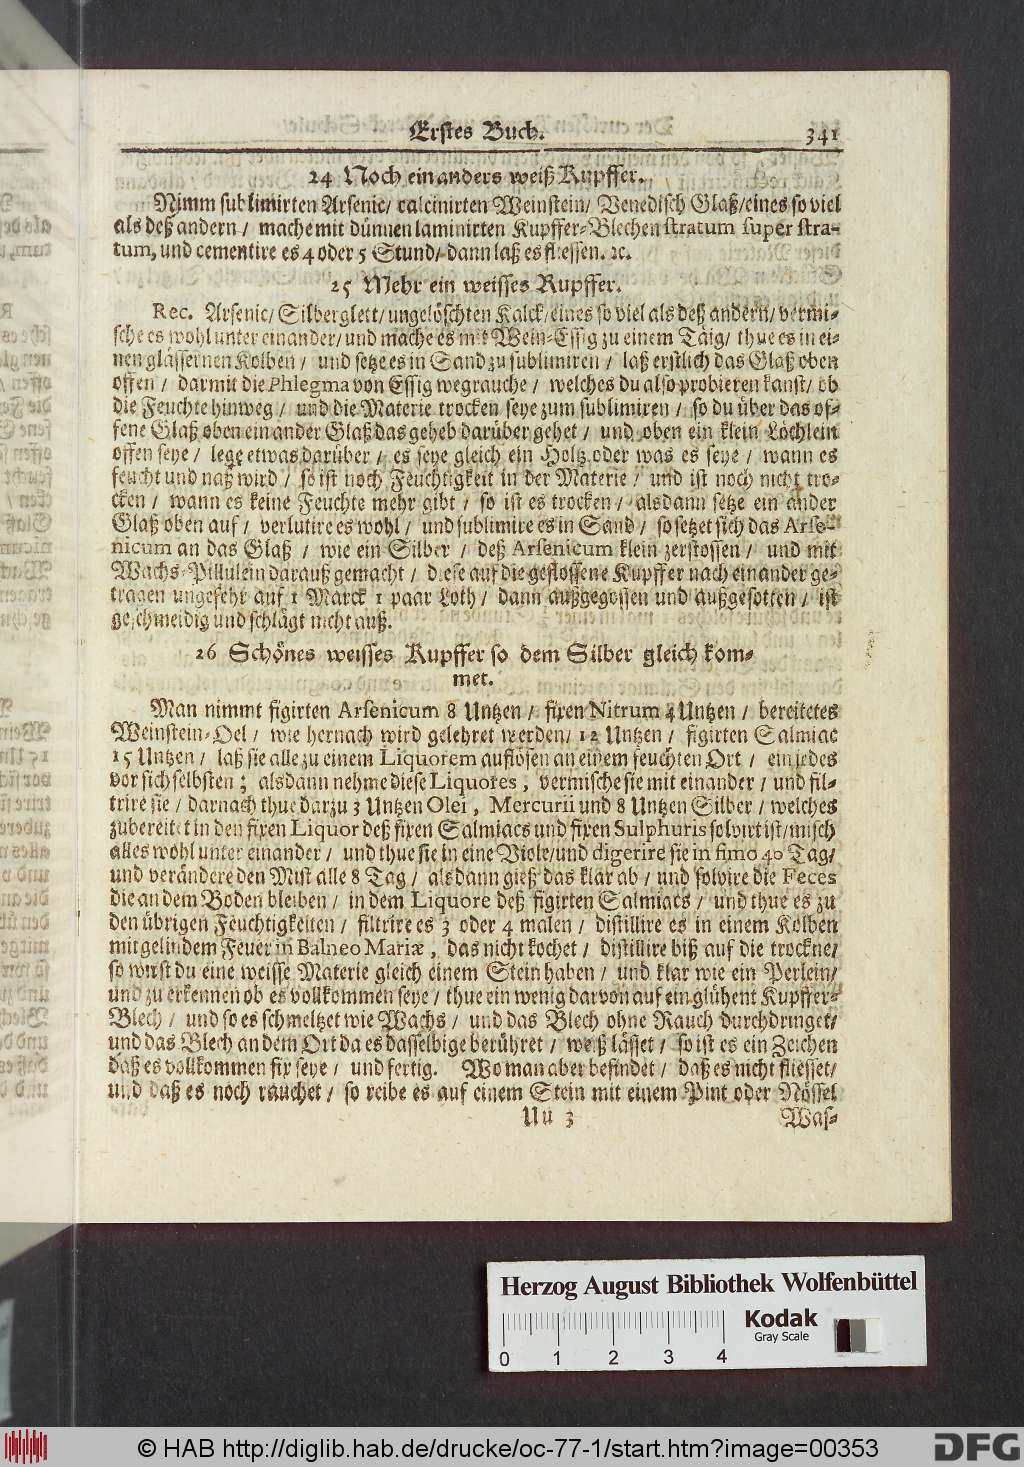 Erstes Buch. 341
24 Noch ein anders weiß Kupffer.
Nimm sublimirten Arsenic/ calcinirten Weinstein/ Venedisch Glaß/ eines so viel
als deß andern/ mache mit dünnen laminirten Kupffer-Blechen stratum super stra-
tum, und cementire es 4 oder 5 Stund/ dann laß es fliessen. ꝛc.
25 Mehr ein weisses Kupffer.
Rec. Arsenic/ Silberglett/ ungelöschten Kalck/ eines so viel als deß andern/ vermi-
sche es wohl unter einander/ und mache es mit Wein-Essig zu einem Täig/ thue es in ei-
nen glässernen Kolben/ und setze es in Sand zu sublimiren/ laß erstlich das Glaß oben
offen/ darmit die Phlegma von Essig wegrauche/ welches du also probieren kanst/ ob
die Feuchte hinweg/ und die Materie trocken seye zum sublimiren/ so du über das of-
fene Glaß oben ein ander Glaß das geheb darüber gehet/ und oben ein klein Löchlein
offen seye/ lege etwas darüber/ es seye gleich ein Holtz oder was es seye/ wann es
feucht und naß wird/ so ist noch Feuchtigkeit in der Materie/ und ist noch nicht tro-
cken/ wann es keine Feuchte mehr gibt/ so ist es trocken/ alsdann setze ein ander
Glaß oben auf/ verlutire es wohl/ und sublimire es in Sand/ so setzet sich das Arse-
nicum an das Glaß/ wie ein Silber/ deß Arsenicum klein zerstossen/ und mit
Wachs-Pillulein darauß gemacht/ diese auf die geflossene Kupffer nach einander ge-
tragen ungefehr auf 1 Marck 1 paar Loth/ dann außgegossen und außgesotten/ ist
geschmeidig und schlägt nicht auß.
26 Schönes weisses Kupffer so dem Silber gleich kom-
met.
Man nimmt figirten Arsenicum 8 Untzen/ fixen Nitrum 4 Untzen/ bereitetes
Weinstein-Oel/ wie hernach wird gelehret werden/ 12 Untzen/ figirten Salmiac
15 Untzen/ laß sie alle zu einem Liquorem auflösen an einem feuchten Ort/ ein jedes
vor sich selbsten; alsdann nehme diese Liquores, vermische sie mit einander/ und fil-
trire sie/ darnach thue darzu 3 Untzen Olei, Mercurii und 8 Untzen Silber/ welches
zubereitet in den fixen Liquor deß fixen Salmiacs und fixen Sulphuris solvirt ist/ misch
alles wohl unter einander/ und thue sie in eine Viole/ und digerire sie in fimo 40 Tag/
und verändere den Mist alle 8 Tag/ alsdann gieß das klar ab/ und solvire die Feces
die an dem Boden bleiben/ in dem Liquore deß figirten Salmiacs/ und thue es zu
den übrigen Feuchtigkeiten/ filtrire es 3 oder 4 malen/ distillire es in einem Kolben
mit gelindem Feuer in Balneo Mariæ, das nicht kochet/ distillire biß auf die trockne/
so wirst du eine weisse Materie gleich einem Stein haben/ und klar wie ein Perlein/
und zu erkennen ob es vollkommen seye/ thue ein wenig darvon auf ein glühent Kupffer-
Blech/ und so es schmeltzet wie Wachs/ und das Blech ohne Rauch durchdringet/
und das Blech an dem Ort da es dasselbige berühret/ weiß lässet/ so ist es ein Zeichen
daß es vollkommen fix seye/ und fertig. Wo man aber befindet/ daß es nicht fliesset/
und daß es noch rauchet/ so reibe es auf einem Stein mit einem Pint oder Nössel
Uu 3 Was-
Herzog August Bibliothek Wolfenbüttel
Kodak
Gray Scale
0 1 2 3 4
© HAB http://diglib.hab.de/drucke/oc-77-1/start.htm?image=00353 DFG